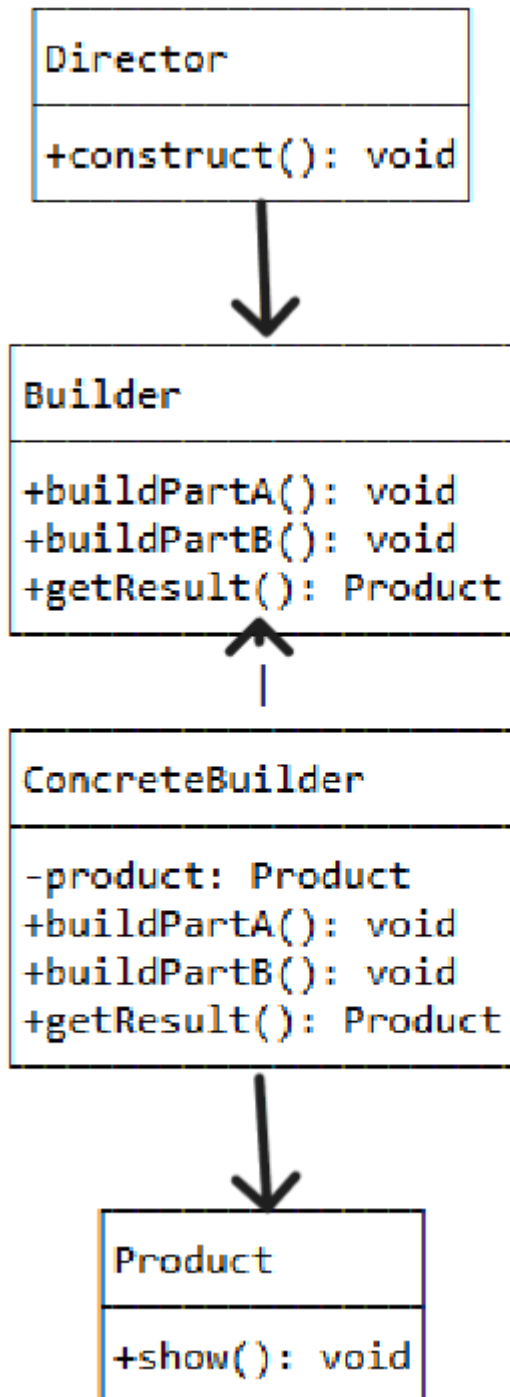 Director
+construct(): void
Builder
+buildPartA(): void
+buildPartB(): void
+getResult(): Product
ConcreteBuilder
-product: Product
+buildPartA(): void
+buildPartB(): void
+getResult(): Product
Product
+show(): void